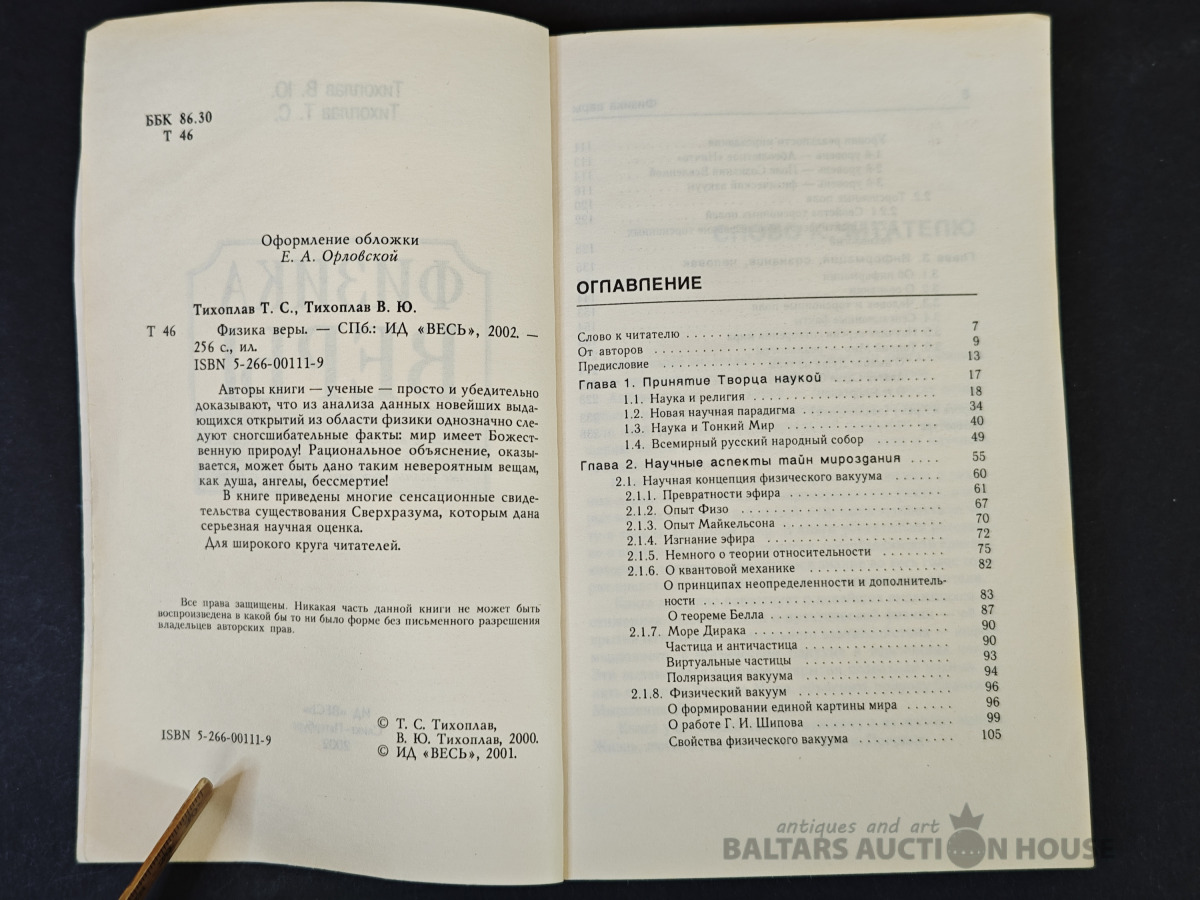 ББК 86.30
Т 46
Оформление обложки
Е. А. Орловской
Тихоплав Т. С., Тихоплав В. Ю.
Т 46 Физика веры. — СПб.: ИД «ВЕСЬ», 2002. —
256 с., ил.
ISBN 5-266-00111-9
Авторы книги — ученые — просто и убедительно
доказывают, что из анализа данных новейших выда-
ющихся открытий из области физики однозначно сле-
дуют сногсшибательные факты: мир имеет Божест-
венную природу! Рациональное объяснение, оказы-
вается, может быть дано таким невероятным вещам,
как душа, ангелы, бессмертие!
В книге приведены многие сенсационные свиде-
тельства существования Сверхразума, которым дана
серьезная научная оценка.
Для широкого круга читателей.
Все права защищены. Никакая часть данной книги не может быть
воспроизведена в какой бы то ни было форме без письменного разрешения
владельцев авторских прав.
ISBN 5-266-00111-9
© Т. С. Тихоплав,
В. Ю. Тихоплав, 2000.
© ИД «ВЕСЬ», 2001.
ОГЛАВЛЕНИЕ
Слово к читателю 7
От авторов 9
Предисловие 13
Глава 1. Принятие Творца наукой 17
1.1. Наука и религия 18
1.2. Новая научная парадигма 34
1.3. Наука и Тонкий Мир 40
1.4. Всемирный русский народный собор 49
Глава 2. Научные аспекты тайн мироздания 55
2.1. Научная концепция физического вакуума 60
2.1.1. Превратности эфира 61
2.1.2. Опыт Физо 67
2.1.3. Опыт Майкельсона 70
2.1.4. Изгнание эфира 72
2.1.5. Немного о теории относительности 75
2.1.6. О квантовой механике 82
О принципах неопределенности и дополнитель-
ности 83
О теореме Белла 87
2.1.7. Море Дирака 90
Частица и античастица 90
Виртуальные частицы 93
Поляризация вакуума 94
2.1.8. Физический вакуум 96
О формировании единой картины мира 96
О работе Г. И. Шипова 99
Свойства физического вакуума 105
antiques and art
BALTARS AUCTION HOUSE